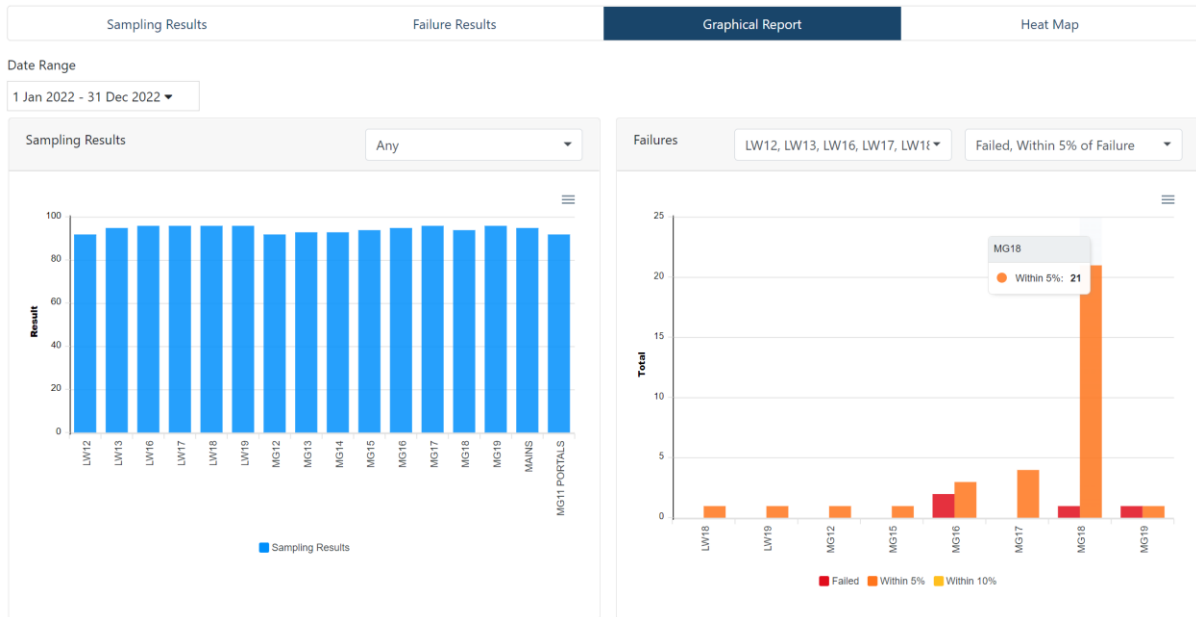 Sampling Results
Failure Results
Graphical Report
Heat Map
Date Range
1 Jan 2022 - 31 Dec 2022
Sampling Results
Any
100
80
60
40
20
0
Result
LW12
LW13
LW16
LW17
LW18
LW19
MG12
MG13
MG14
MG15
MG16
MG17
MG18
MG19
MAINS
MG11 PORTALS
Sampling Results
Failures
LW12, LW13, LW16, LW17, LW18
Failed, Within 5% of Failure
25
20
15
10
5
0
Total
MG18
Within 5%: 21
LW18
LW19
MG12
MG15
MG16
MG17
MG18
MG19
Failed Within 5% Within 10%